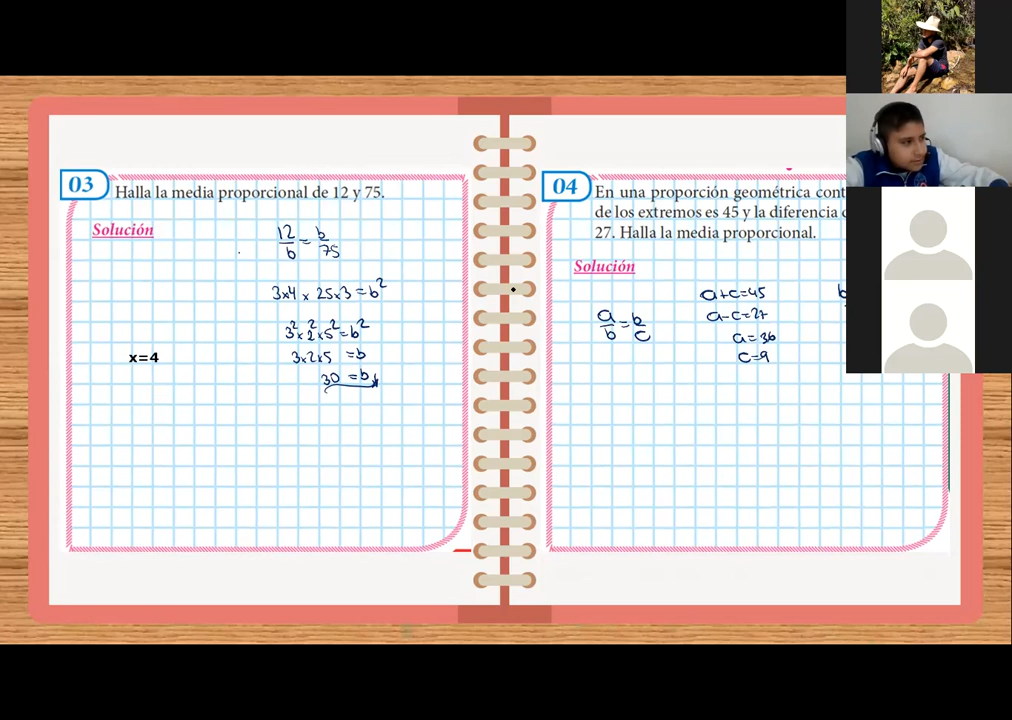 03
Halla la media proporcional de 12 y 75.
Solución
12/b = b/75
3x4 x 25x3 = b²
3² x 2² x 5² = b²
3x2x5 = b
30 = b
x=4
04
En una proporción geométrica cont
de los extremos es 45 y la diferencia
27. Halla la media proporcional.
Solución
a/b = b/c
a+c=45
a-c=27
a=36
c=9
b